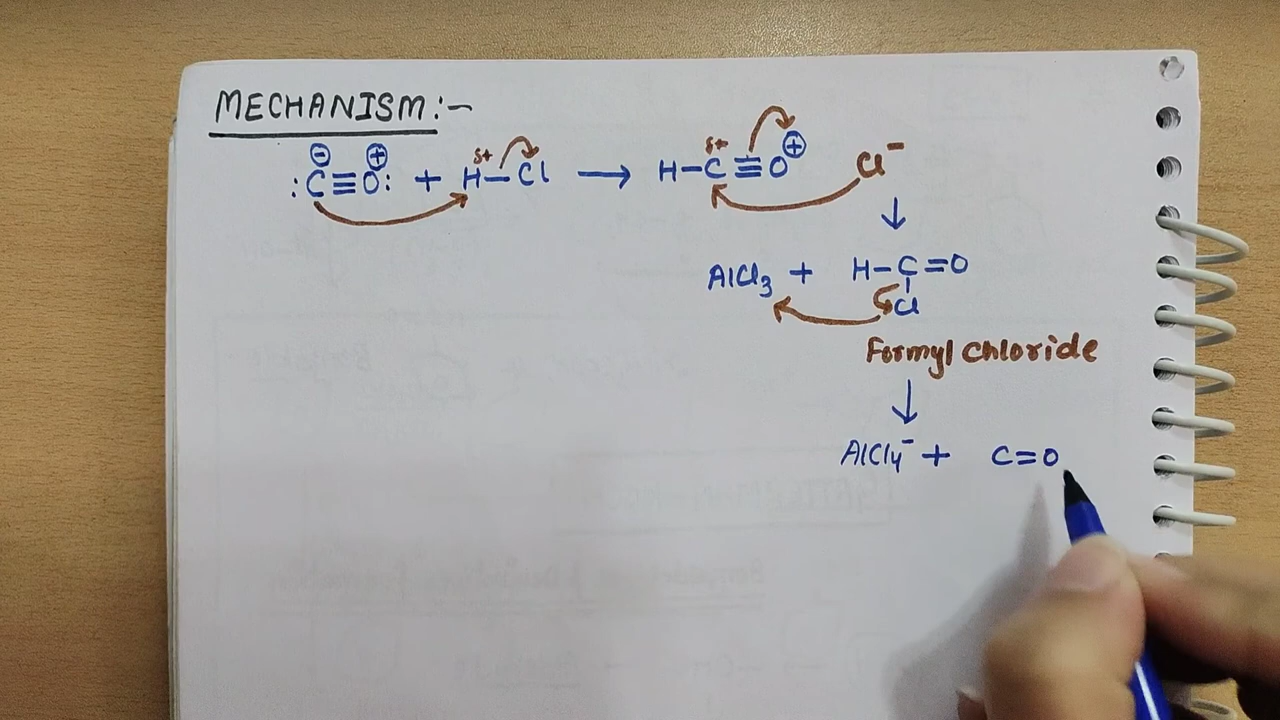 MECHANISM:-
⊖ ⊕ δ+ δ+ ⊕
:C≡O: + H-Cl → H-C≡O Cl⁻
↓
AlCl₃ + H-C=O
Cl
Formyl Chloride
↓
AlCl₄⁻ + C=O